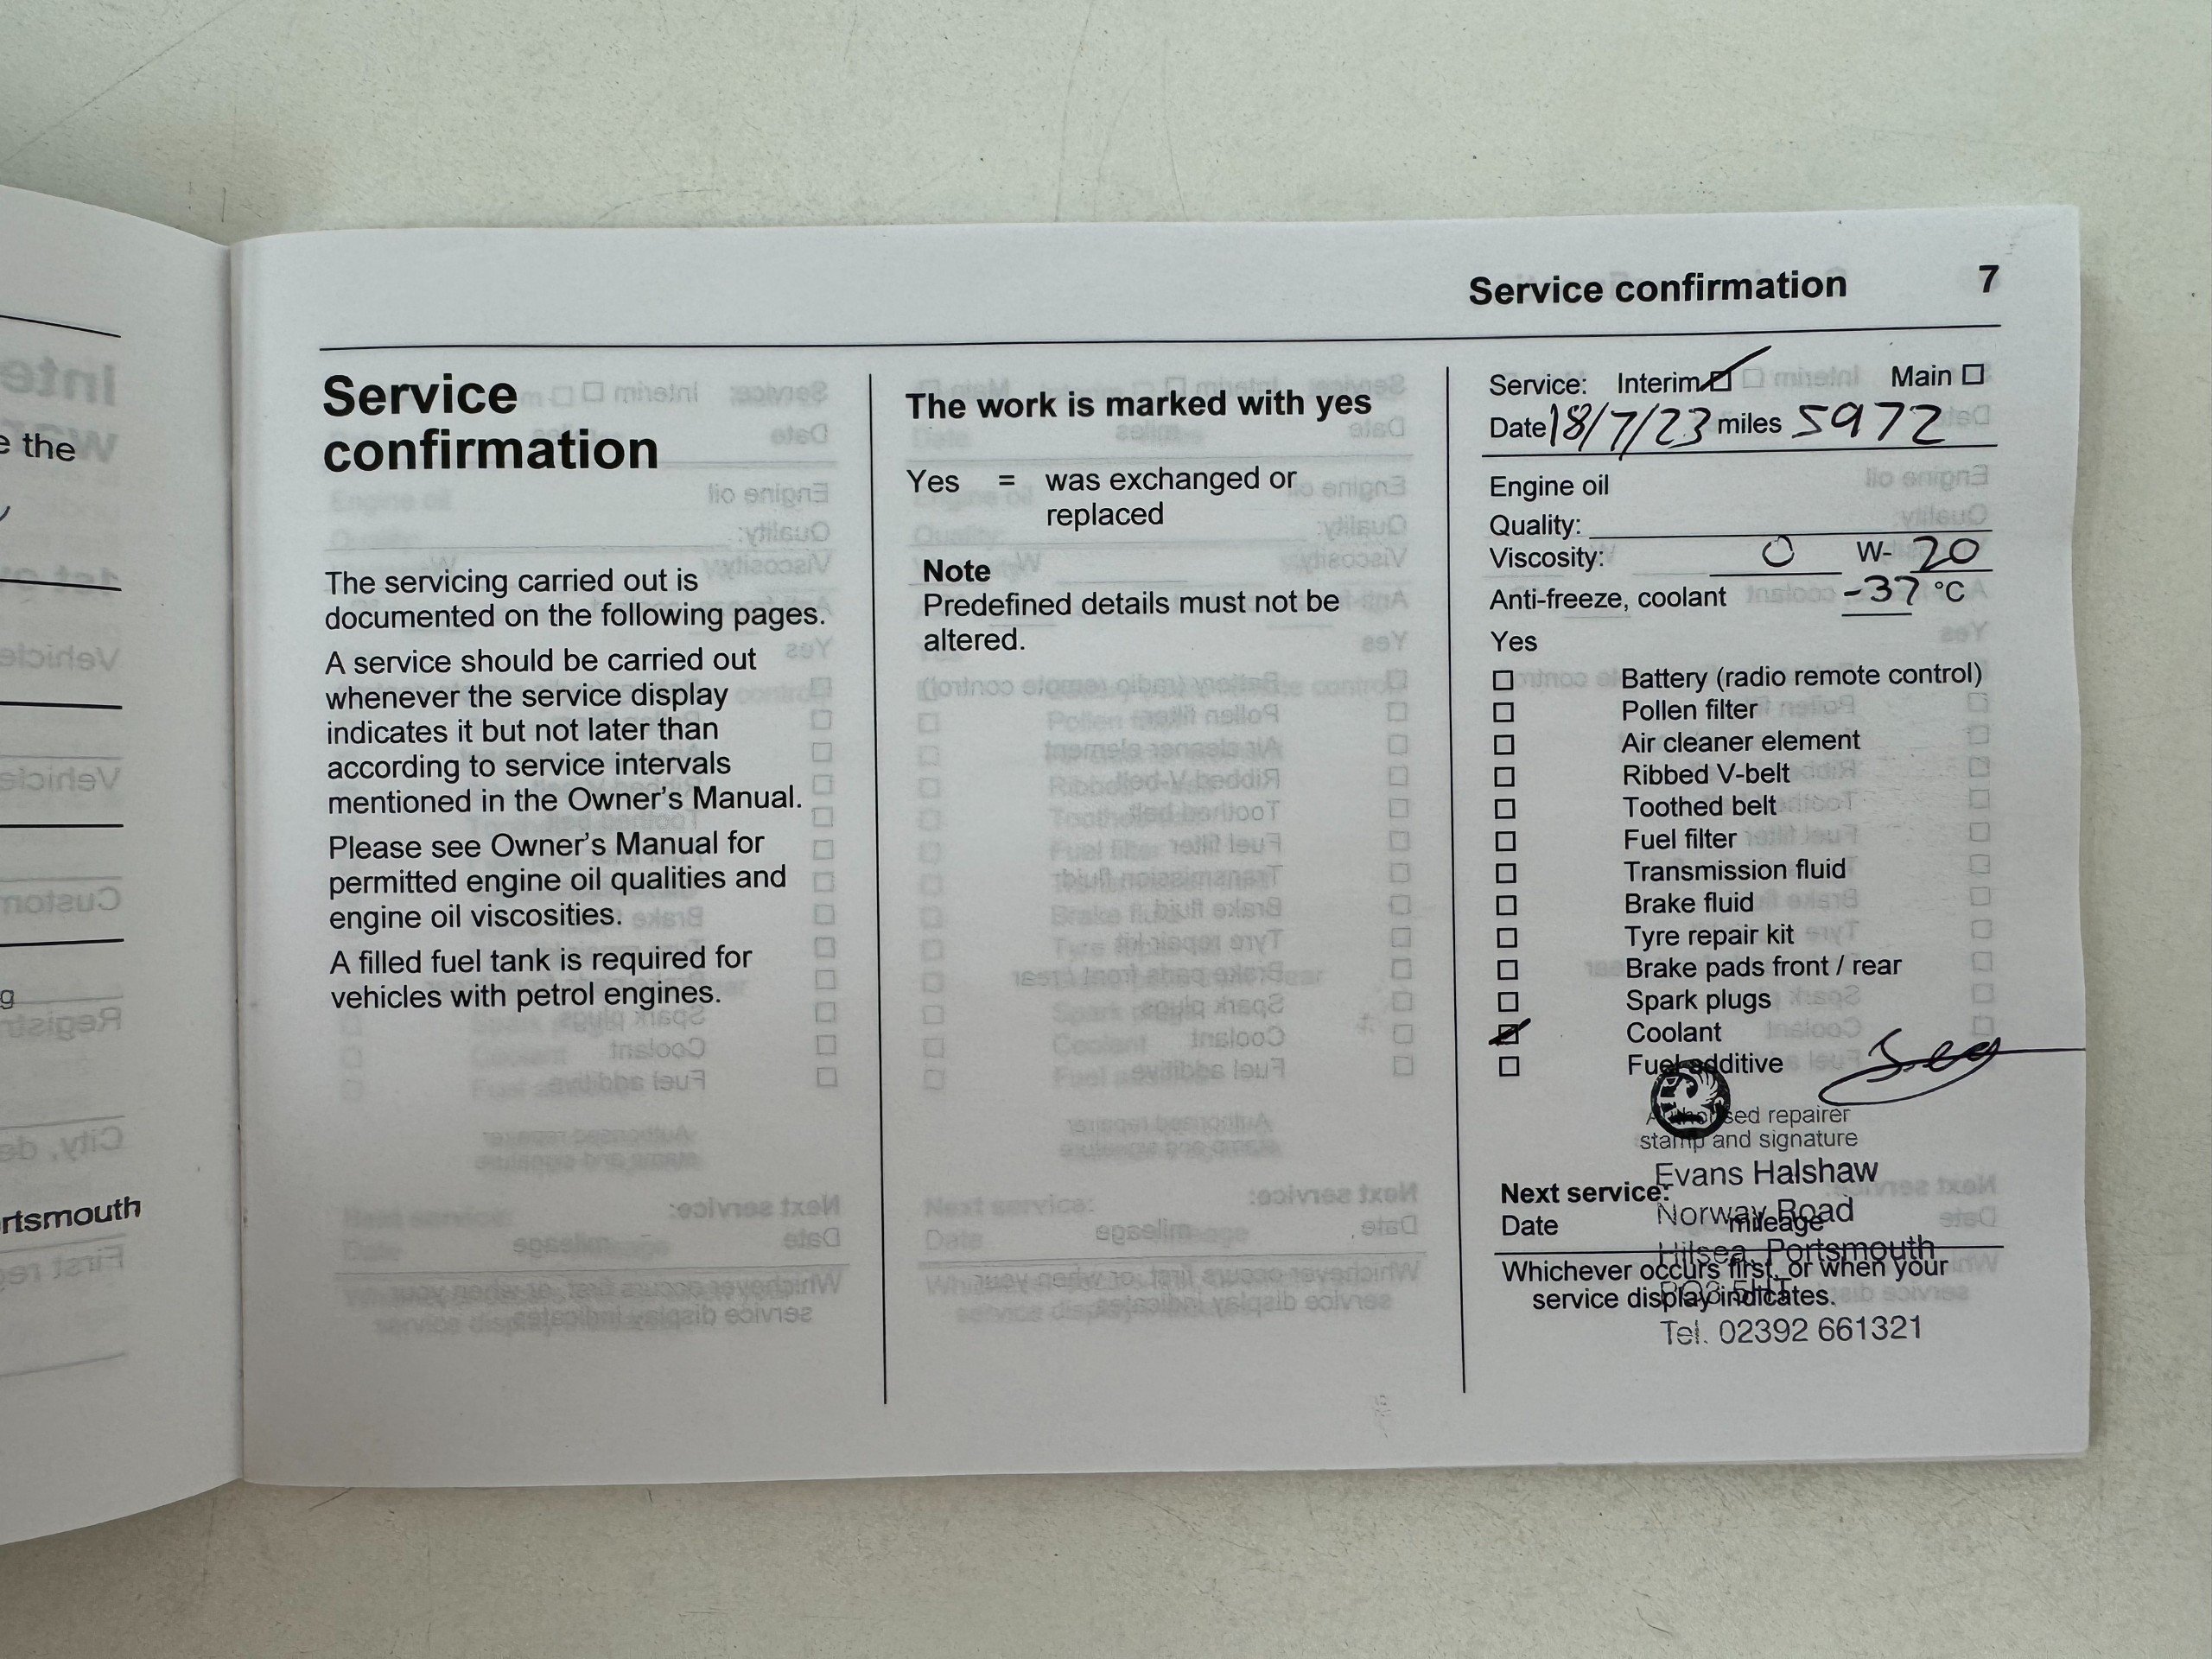 e the
g
rtsmouth
Service confirmation 7
Service
confirmation
The servicing carried out is
documented on the following pages.
A service should be carried out
whenever the service display
indicates it but not later than
according to service intervals
mentioned in the Owner's Manual.
Please see Owner's Manual for
permitted engine oil qualities and
engine oil viscosities.
A filled fuel tank is required for
vehicles with petrol engines.
The work is marked with yes
Yes = was exchanged or
replaced
Note
Predefined details must not be
altered.
Service: Interim Main
Date 18/7/23 miles 5972
Engine oil
Quality:
Viscosity: 0 W- 20
Anti-freeze, coolant -37 °C
Yes
Battery (radio remote control)
Pollen filter
Air cleaner element
Ribbed V-belt
Toothed belt
Fuel filter
Transmission fluid
Brake fluid
Tyre repair kit
Brake pads front / rear
Spark plugs
Coolant
Fuel additive
Authorised repairer
stamp and signature
Evans Halshaw
Next service:
Norway Road
Date mileage
Hilsea, Portsmouth
Whichever occurs first, or when your
PO3 5HT
service display indicates.
Tel. 02392 661321